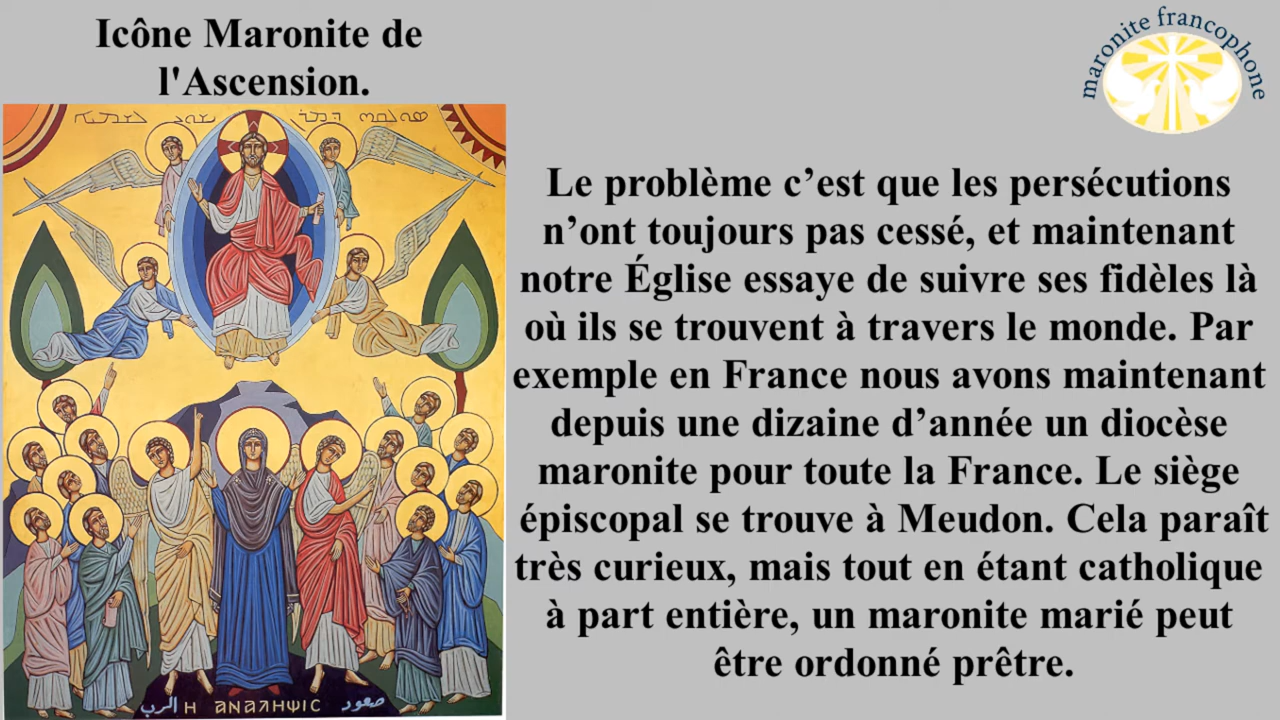 Icône Maronite de
l'Ascension.
maronite francophone
Le problème c’est que les persécutions
n’ont toujours pas cessé, et maintenant
notre Église essaye de suivre ses fidèles là
où ils se trouvent à travers le monde. Par
exemple en France nous avons maintenant
depuis une dizaine d’année un diocèse
maronite pour toute la France. Le siège
épiscopal se trouve à Meudon. Cela paraît
très curieux, mais tout en étant catholique
à part entière, un maronite marié peut
être ordonné prêtre.
صعود الرب
Η ΑΝΑΛΗΨΙC